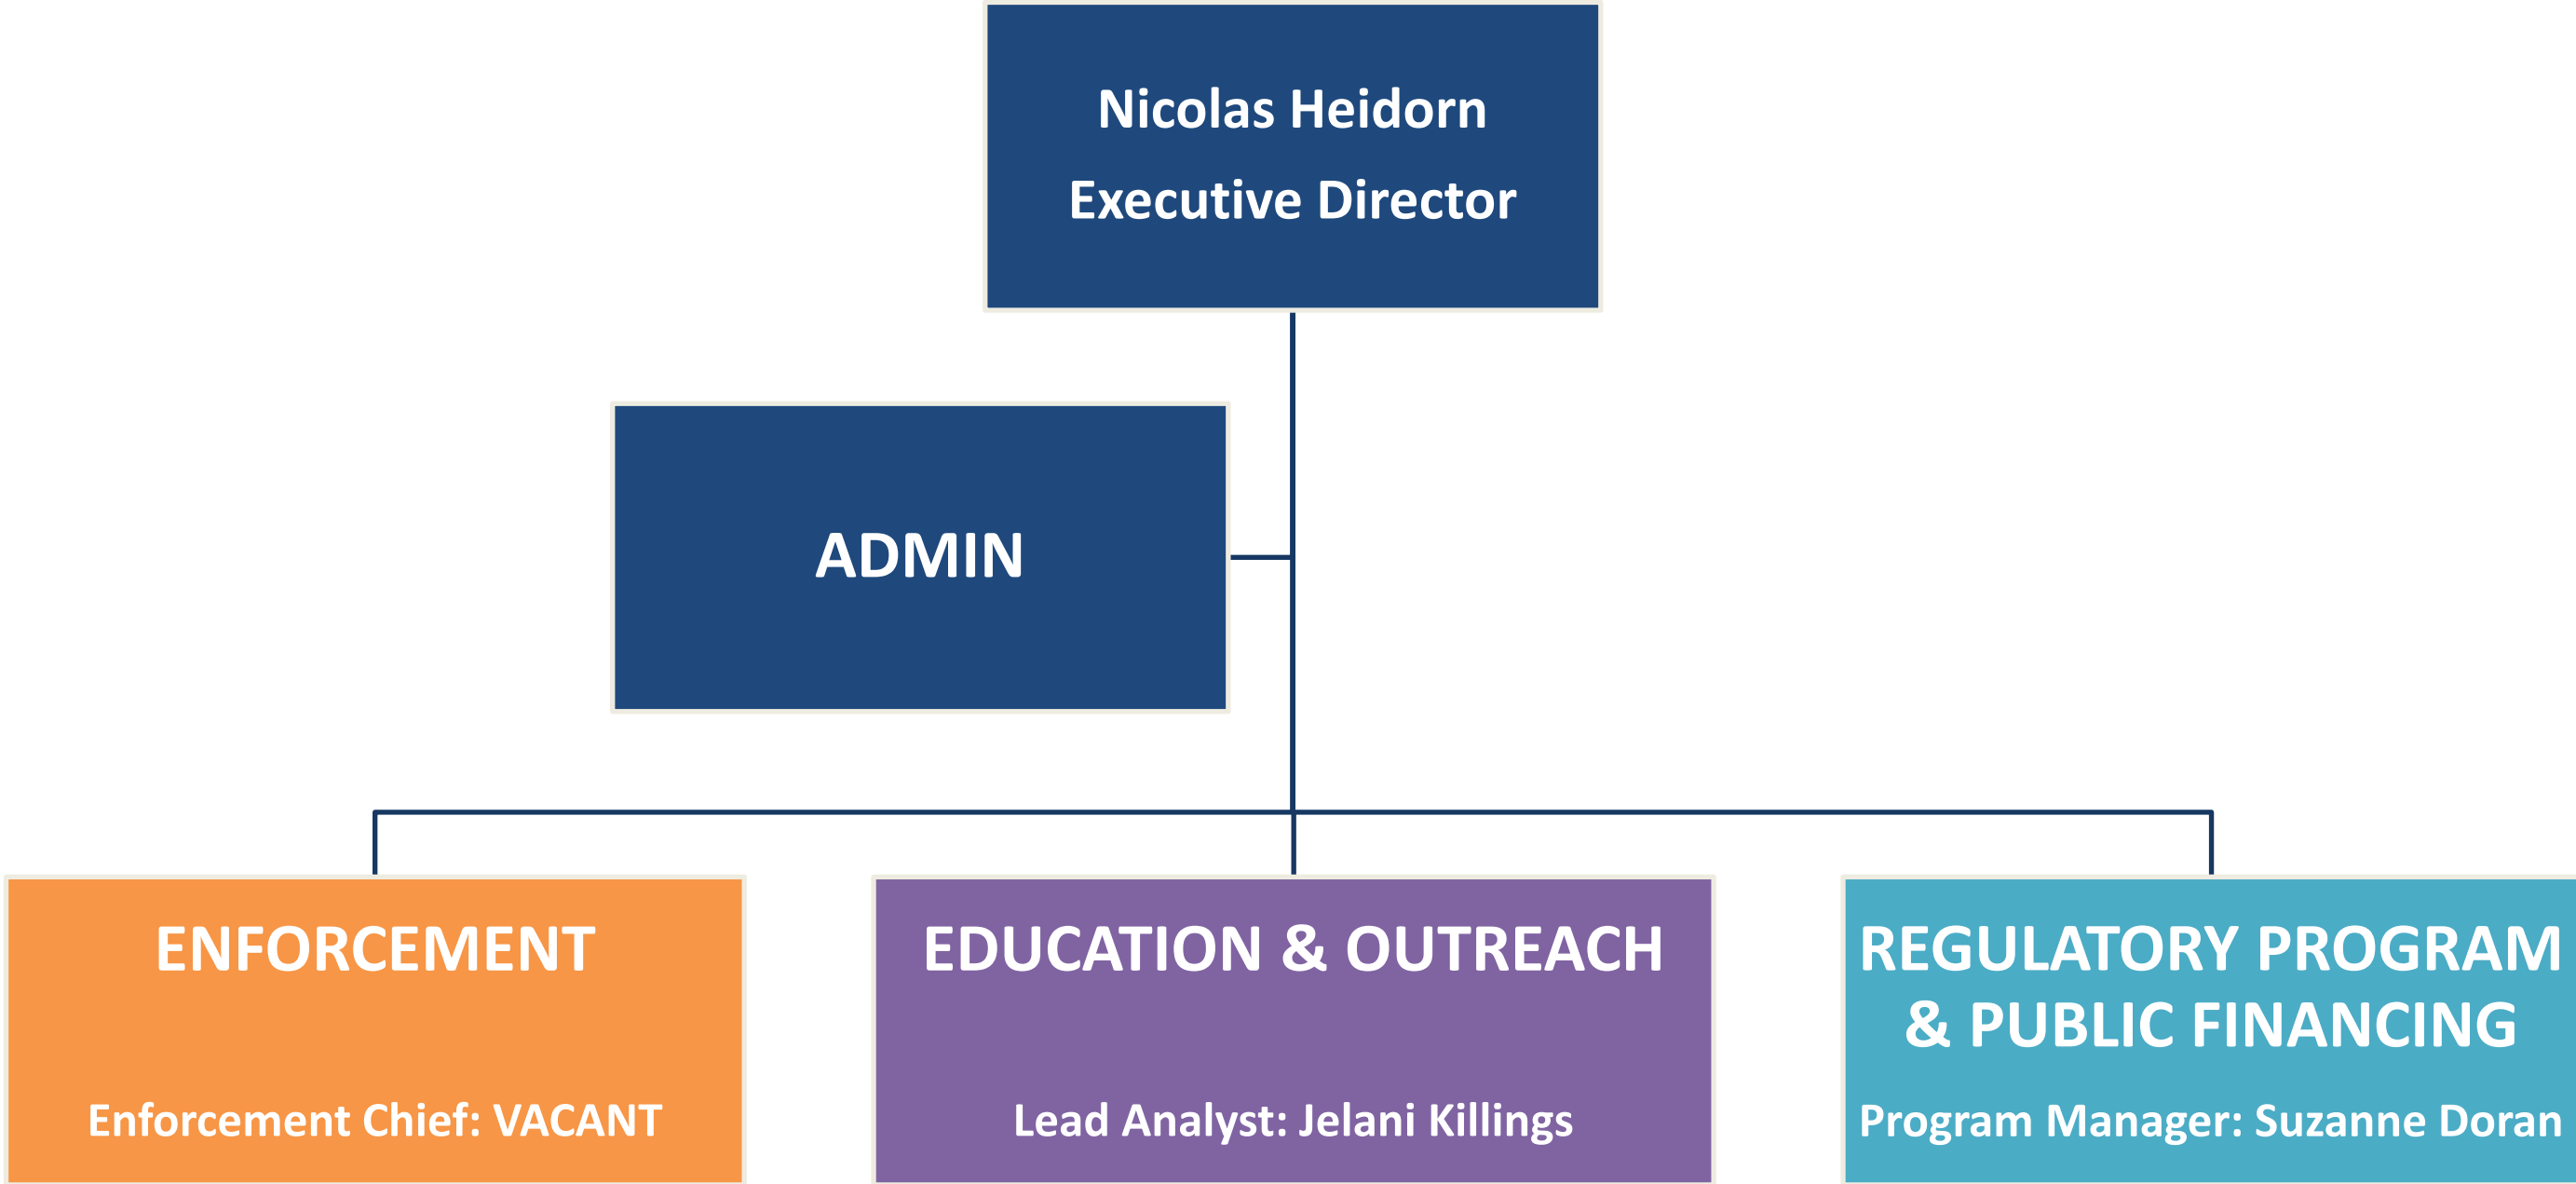 Nicolas Heidorn
Executive Director
ADMIN
ENFORCEMENT
Enforcement Chief: VACANT
EDUCATION & OUTREACH
Lead Analyst: Jelani Killings
REGULATORY PROGRAM
& PUBLIC FINANCING
Program Manager: Suzanne Doran